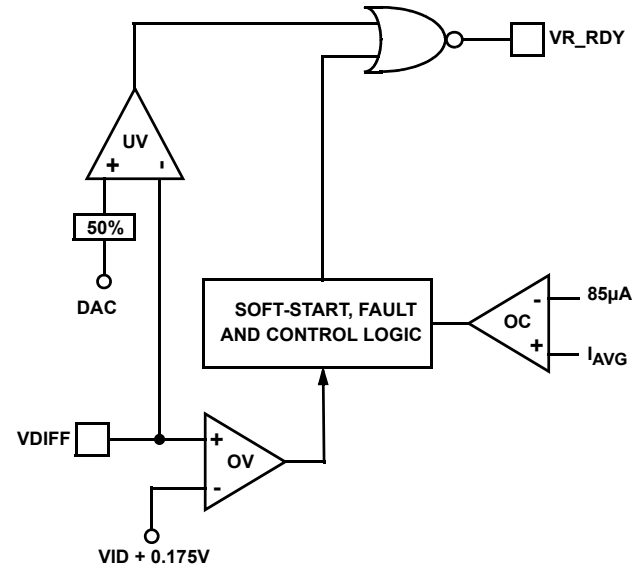 VR_RDY
UV
+ -
50%
DAC
SOFT-START, FAULT
AND CONTROL LOGIC
- 85µA
OC
+ IAVG
VDIFF
+
OV
-
VID + 0.175V